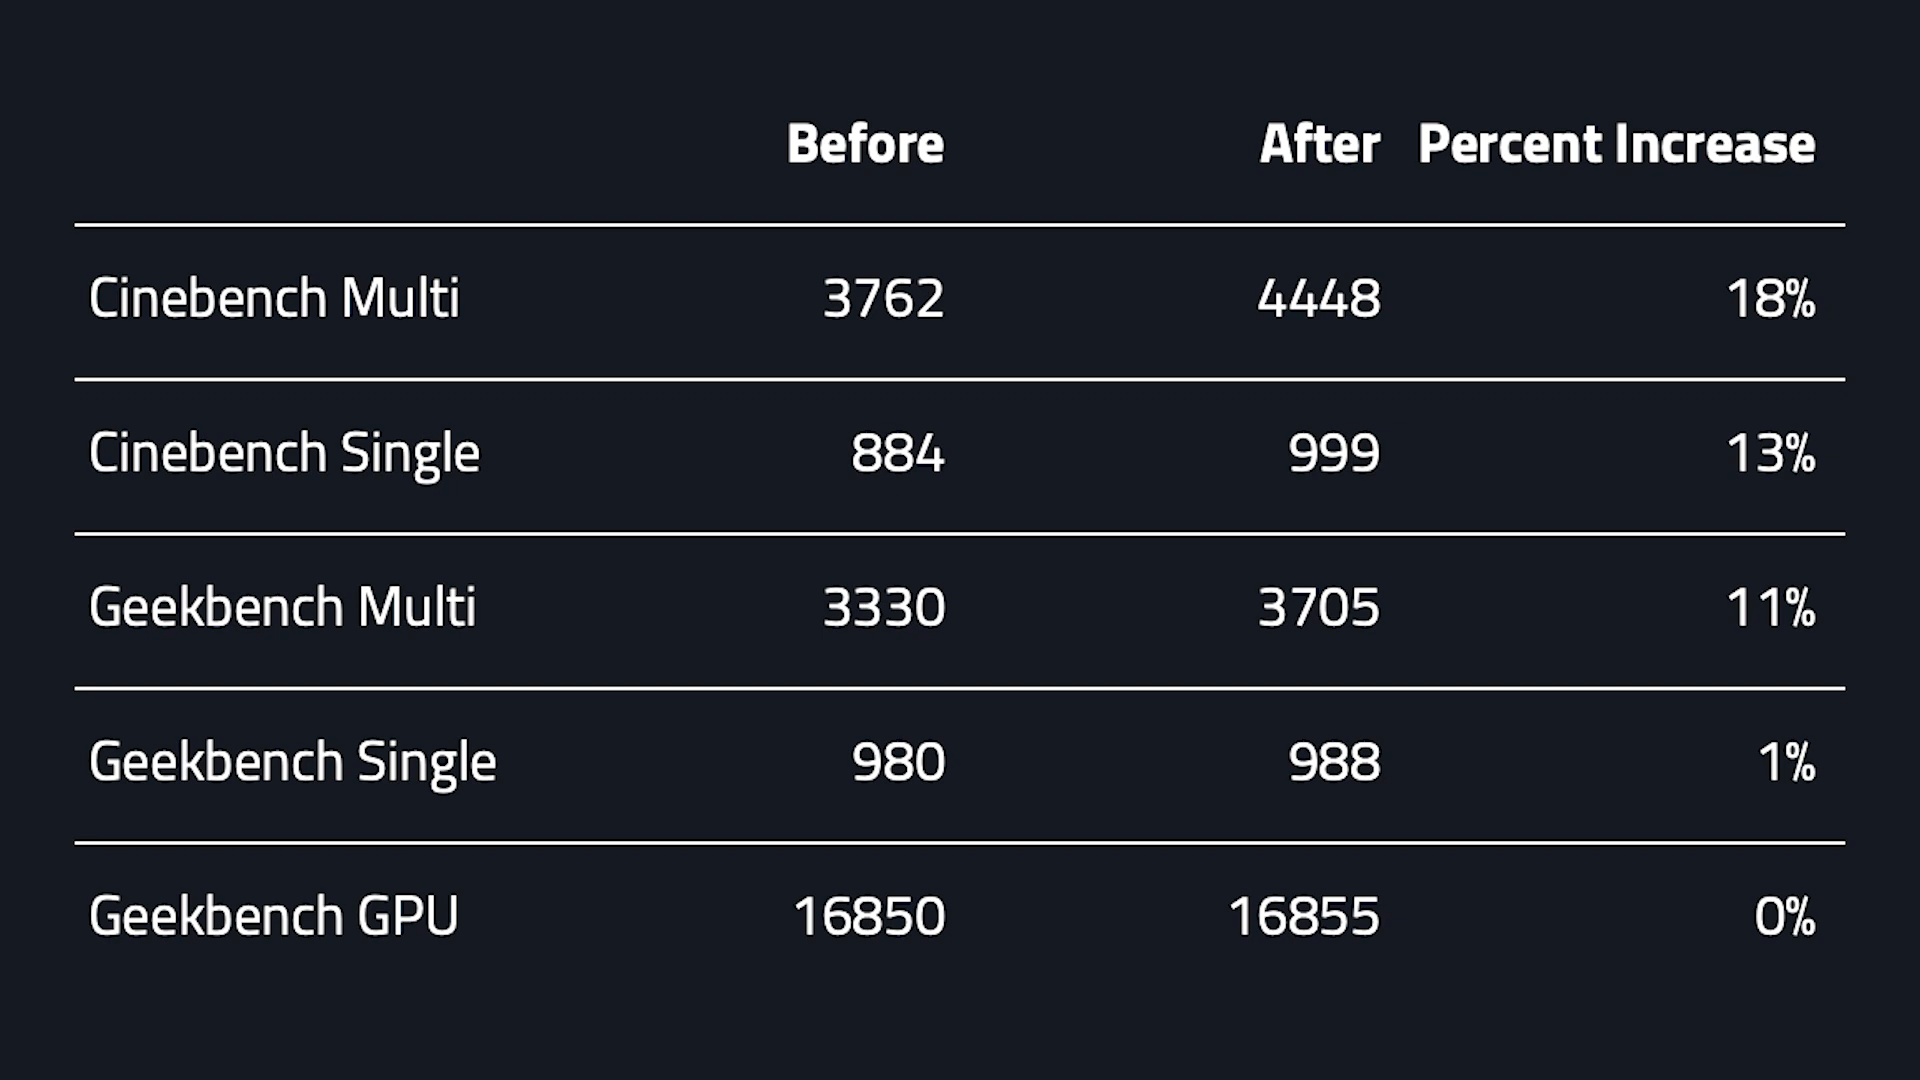 Before After Percent Increase
Cinebench Multi 3762 4448 18%
Cinebench Single 884 999 13%
Geekbench Multi 3330 3705 11%
Geekbench Single 980 988 1%
Geekbench GPU 16850 16855 0%